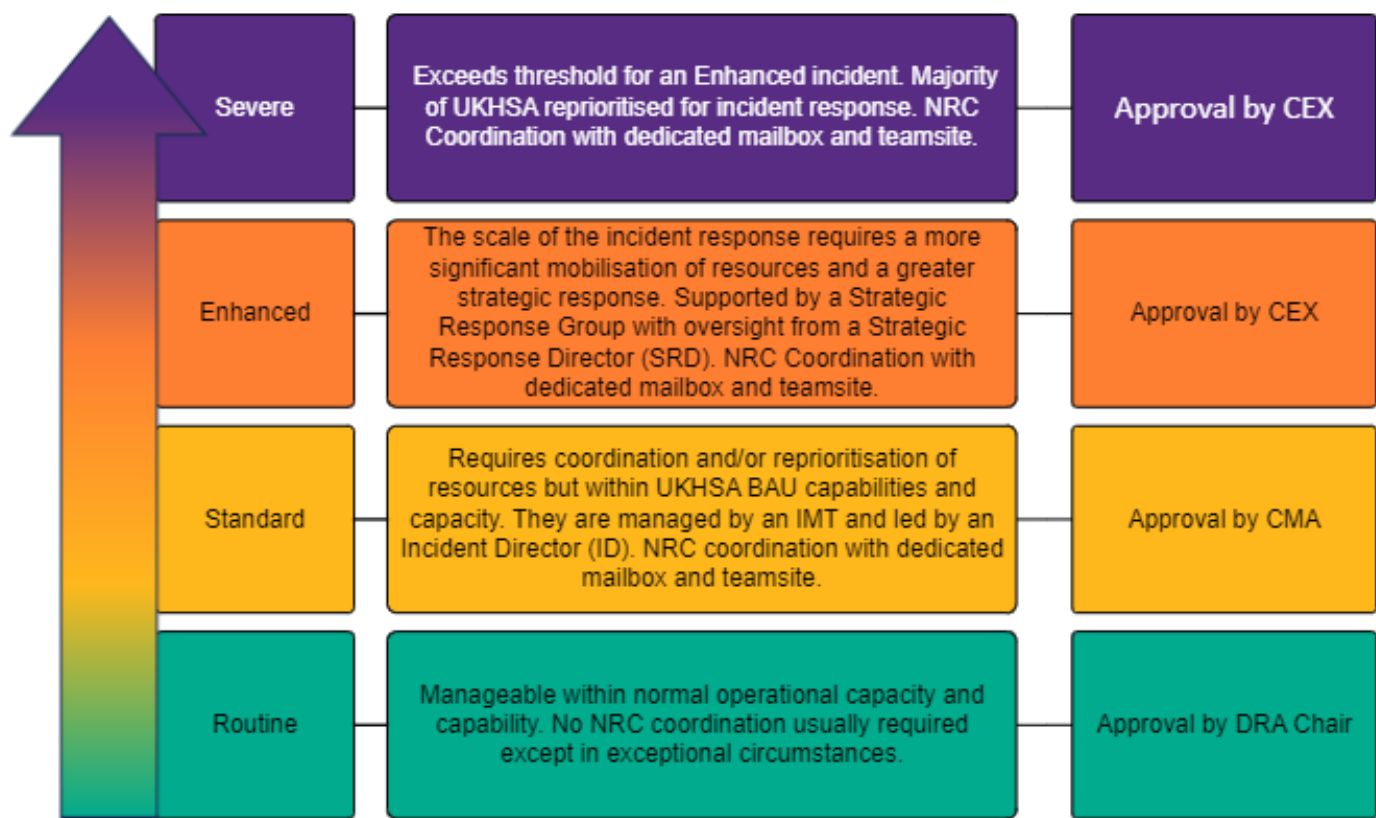 Severe
Exceeds threshold for an Enhanced incident. Majority
of UKHSA reprioritised for incident response. NRC
Coordination with dedicated mailbox and teamsite.
Approval by CEX
Enhanced
The scale of the incident response requires a more
significant mobilisation of resources and a greater
strategic response. Supported by a Strategic
Response Group with oversight from a Strategic
Response Director (SRD). NRC Coordination with
dedicated mailbox and teamsite.
Approval by CEX
Standard
Requires coordination and/or reprioritisation of
resources but within UKHSA BAU capabilities and
capacity. They are managed by an IMT and led by an
Incident Director (ID). NRC coordination with dedicated
mailbox and teamsite.
Approval by CMA
Routine
Manageable within normal operational capacity and
capability. No NRC coordination usually required
except in exceptional circumstances.
Approval by DRA Chair